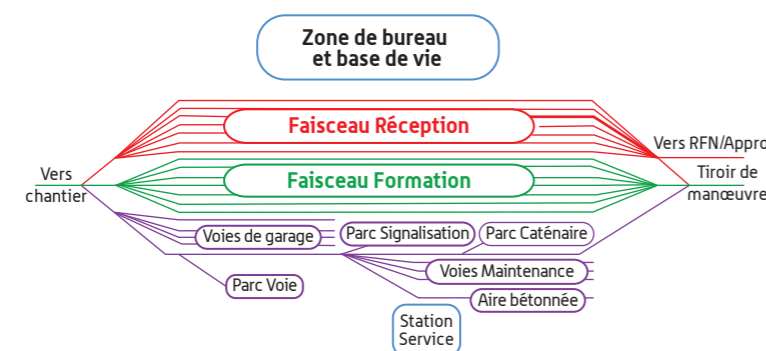 Zone de bureau
et base de vie
Faisceau Réception
Vers RFN/Appro
Vers
chantier
Faisceau Formation
Tiroir de
manœuvre
Voies de garage
Parc Signalisation
Parc Caténaire
Voies Maintenance
Parc Voie
Aire bétonnée
Station
Service